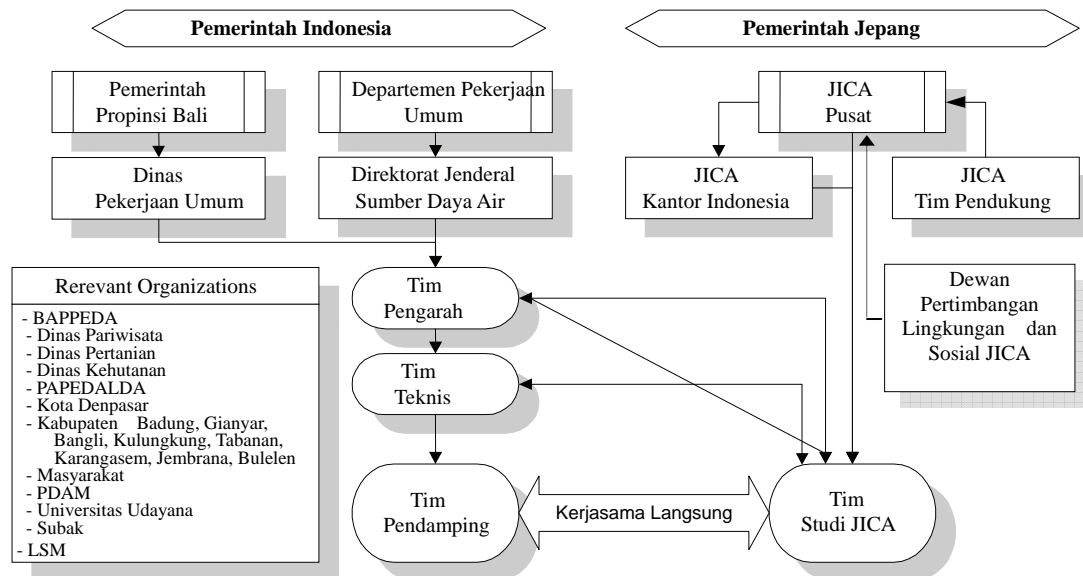 Pemerintah Indonesia
Pemerintah Jepang
Pemerintah
Propinsi Bali
Departemen Pekerjaan
Umum
JICA
Pusat
Dinas
Pekerjaan Umum
Direktorat Jenderal
Sumber Daya Air
JICA
Kantor Indonesia
JICA
Tim Pendukung
Rerevant Organizations
- BAPPEDA
- Dinas Pariwisata
- Dinas Pertanian
- Dinas Kehutanan
- PAPEDALDA
- Kota Denpasar
- Kabupaten Badung, Gianyar,
Bangli, Kulungkung, Tabanan,
Karangasem, Jembrana, Bulelen
- Masyarakat
- PDAM
- Universitas Udayana
- Subak
- LSM
Tim
Pengarah
Tim
Teknis
Dewan
Pertimbangan
Lingkungan dan
Sosial JICA
Tim
Pendamping
Kerjasama Langsung
Tim
Studi JICA